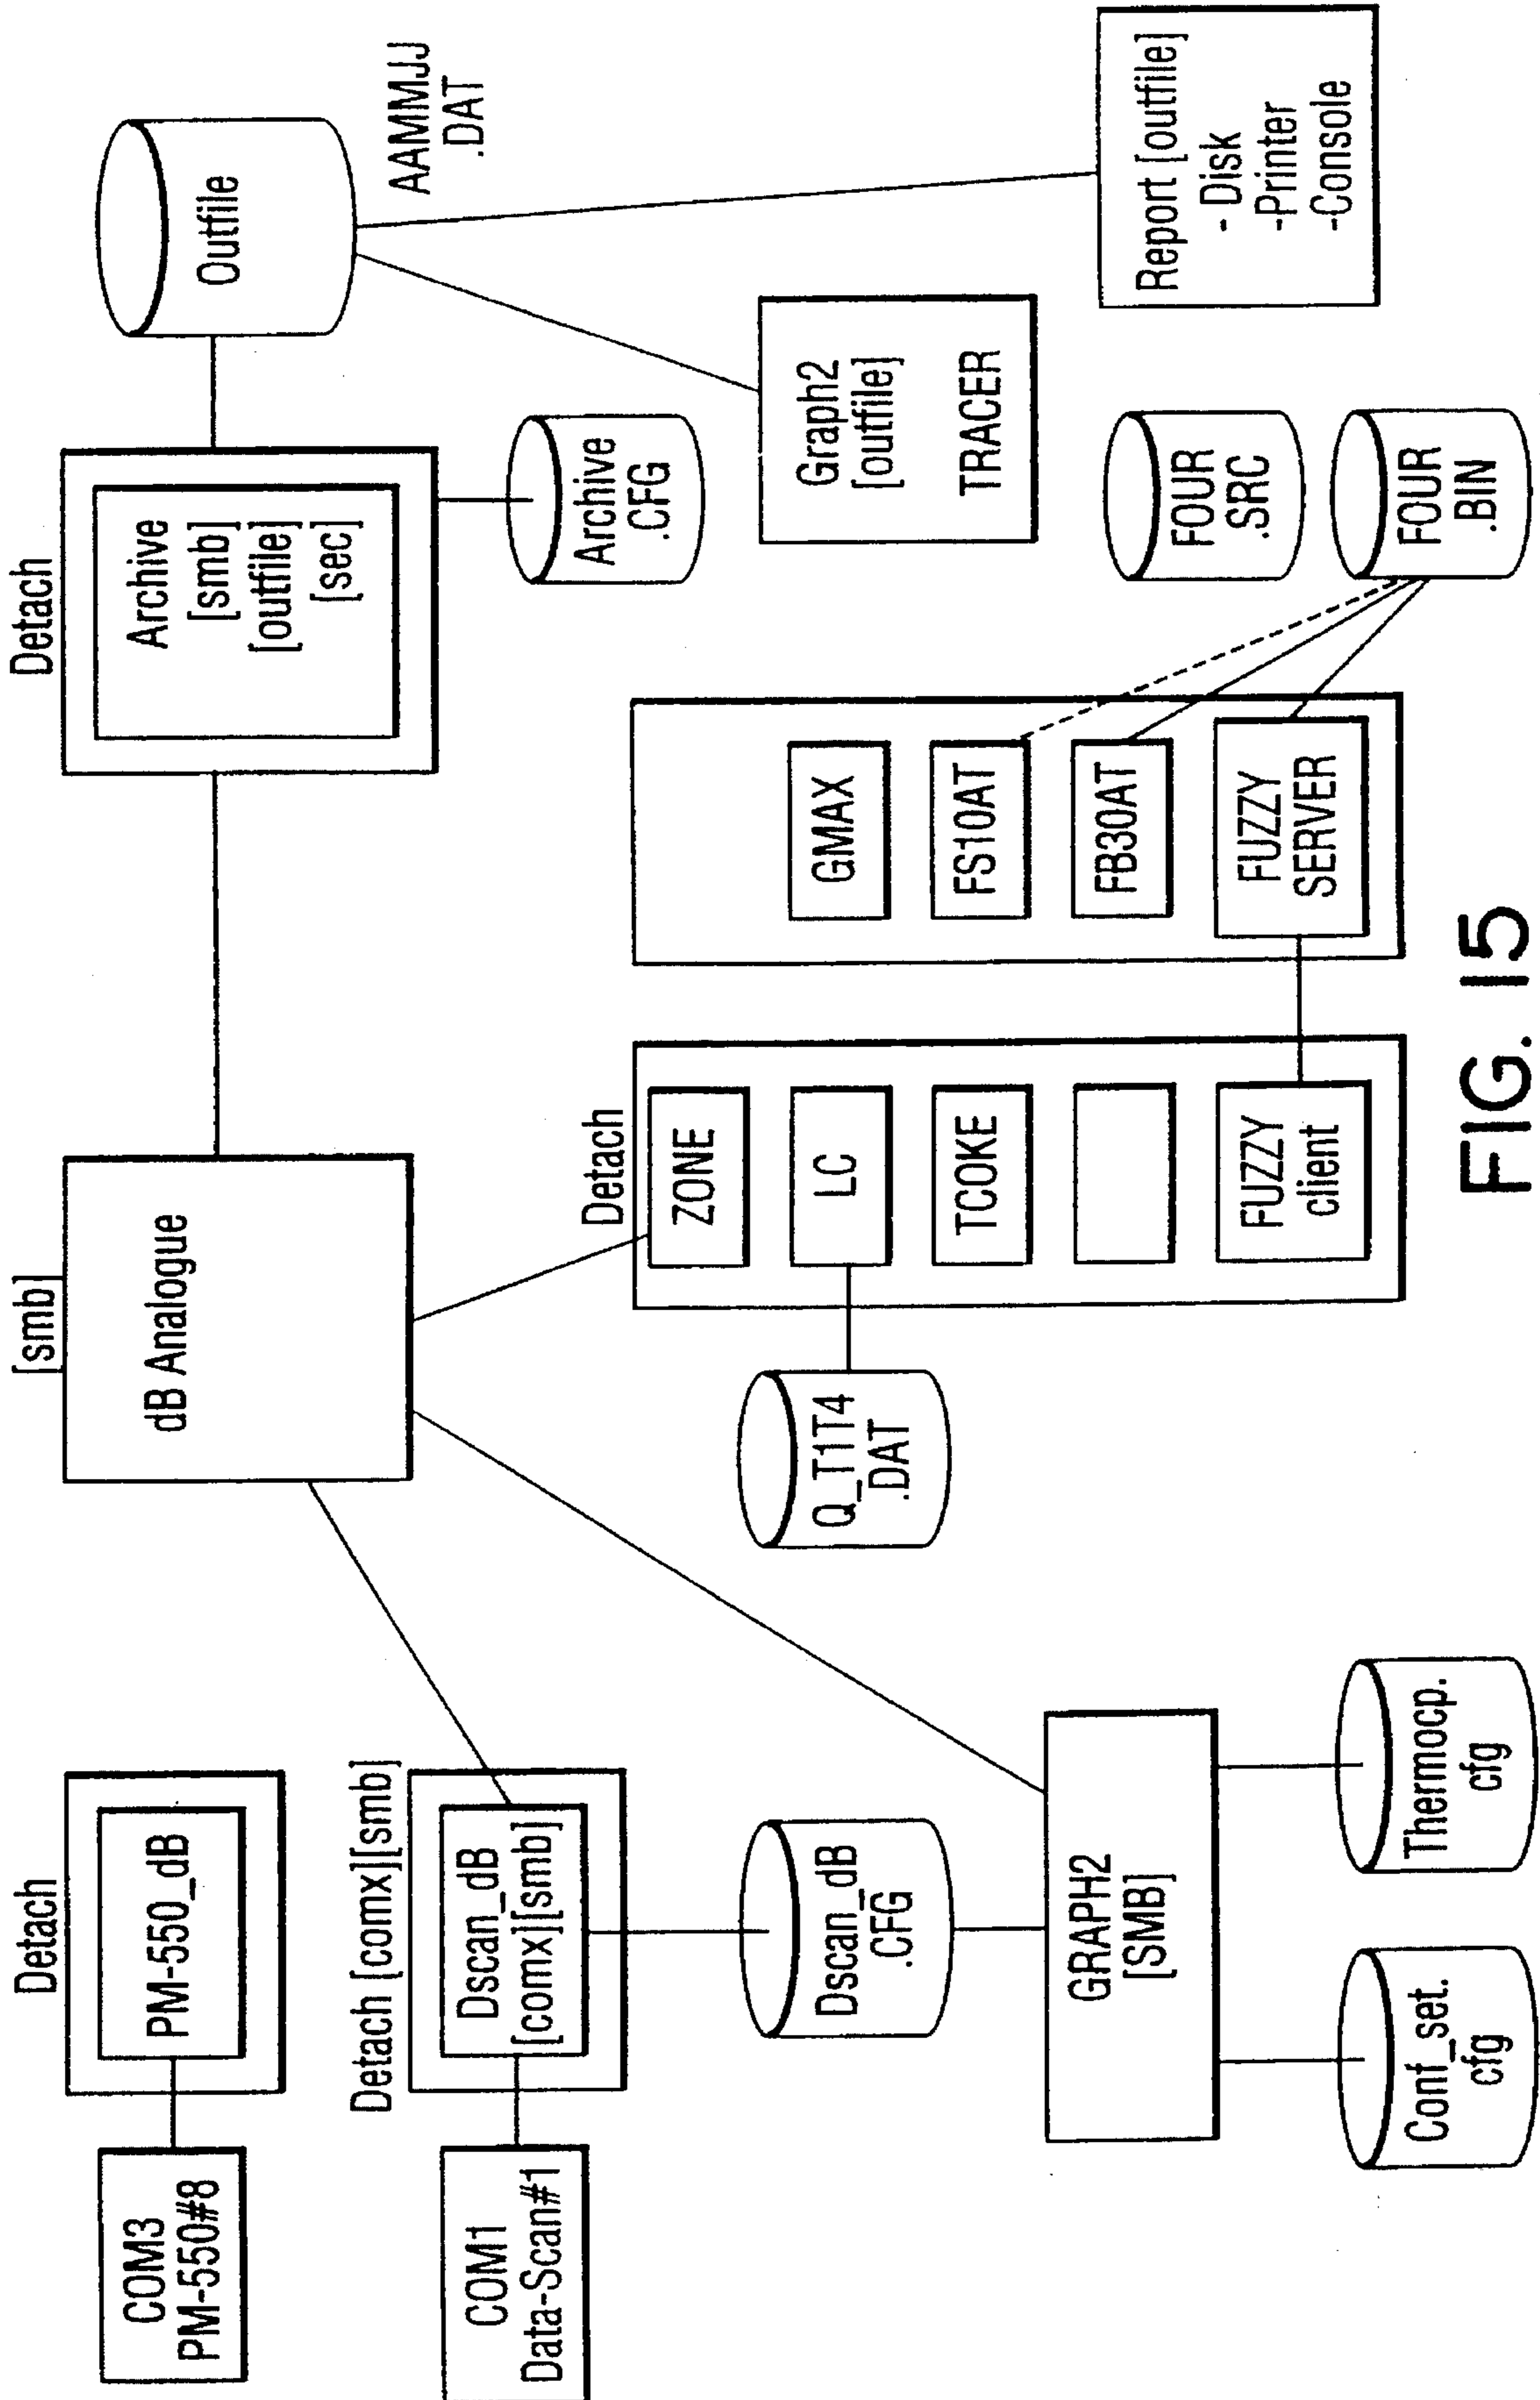 Detach
COM3
PM-550#8
PM-550_dB
Detach [comx][smb]
COM1
Data-Scan#1
Dscan_dB
[comx][smb]
Dscan_dB
.CFG
GRAPH2
[SMB]
Conf_set.
cfg
Thermocp.
cfg
[smb]
dB Analogue
Q_T1T4
.DAT
Detach
ZONE
LC
TCOKE
FUZZY
client
GMAX
FS10AT
FB30AT
FUZZY
SERVER
Detach
Archive
[smb]
[outfile]
[sec]
Archive
.CFG
Outfile
AAMMJJ
.DAT
Graph2
[outfile]
TRACER
Report [outfile]
- Disk
-Printer
-Console
FOUR
.SRC
FOUR
.BIN
FIG. 15